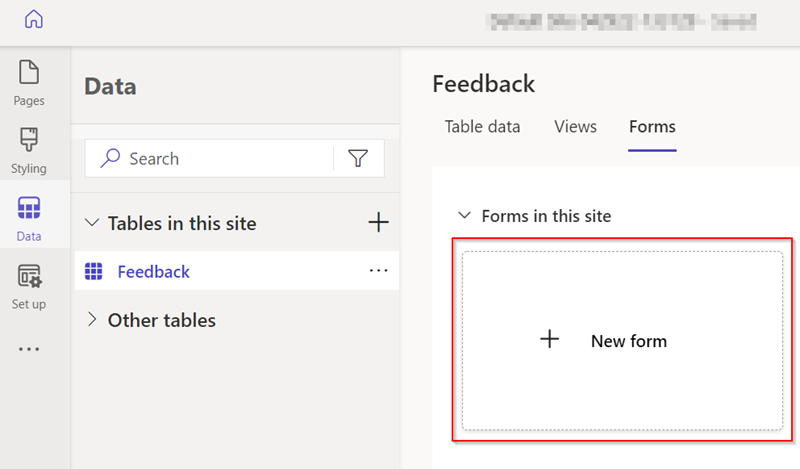 Pages
Styling
Data
Set up
Data
Search
Tables in this site
Feedback
Other tables
Feedback
Table data Views Forms
Forms in this site
New form